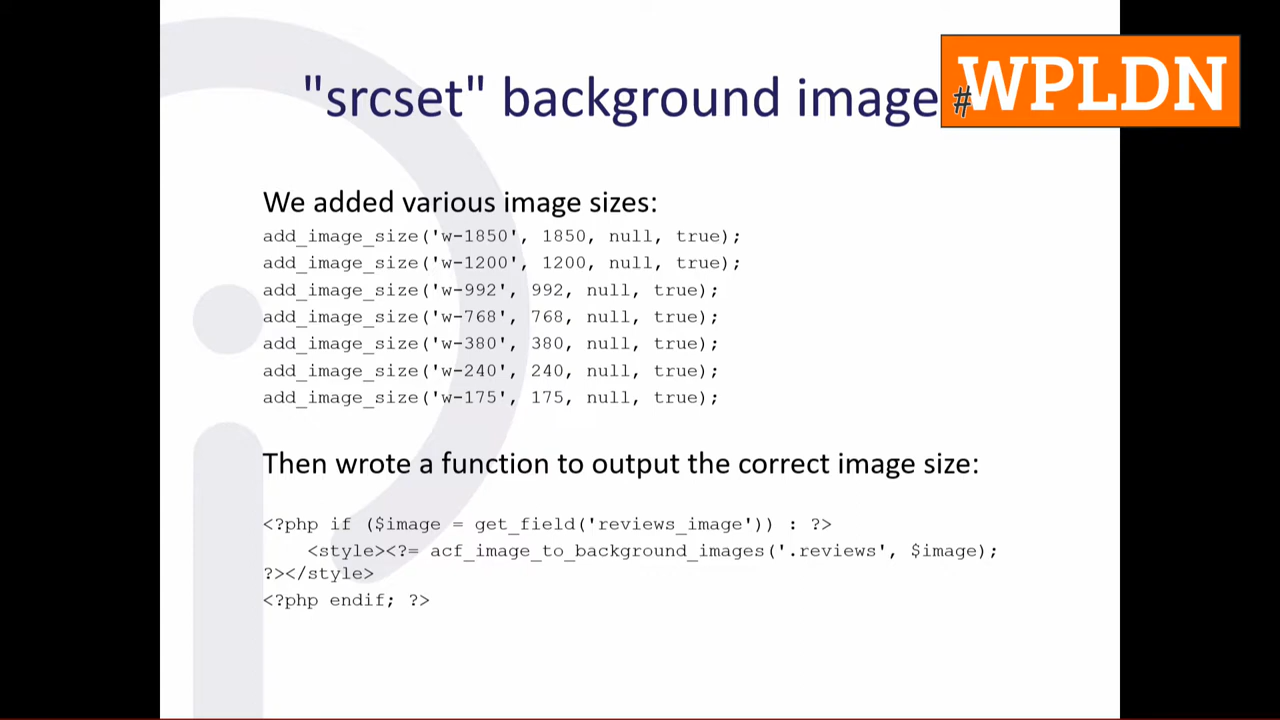 "srcset" background image
#WPLDN
We added various image sizes:
add_image_size('w-1850', 1850, null, true);
add_image_size('w-1200', 1200, null, true);
add_image_size('w-992', 992, null, true);
add_image_size('w-768', 768, null, true);
add_image_size('w-380', 380, null, true);
add_image_size('w-240', 240, null, true);
add_image_size('w-175', 175, null, true);
Then wrote a function to output the correct image size:
<?php if ($image = get_field('reviews_image')) : ?>
<style><?= acf_image_to_background_images('.reviews', $image);
?></style>
<?php endif; ?>